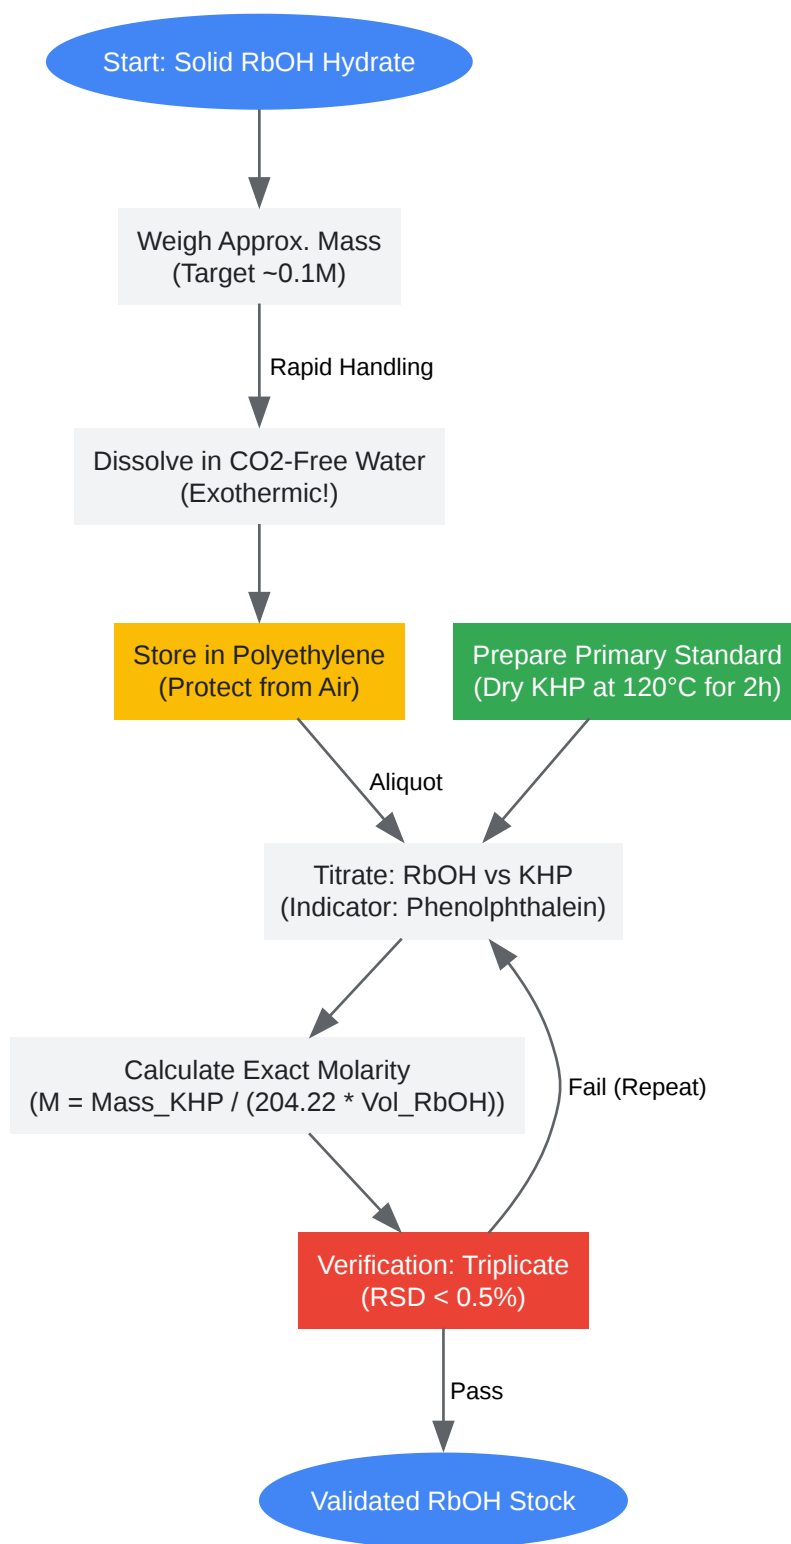 Start: Solid RbOH Hydrate
Weigh Approx. Mass
(Target ~0.1M)
Rapid Handling
Dissolve in CO2-Free Water
(Exothermic!)
Store in Polyethylene
(Protect from Air)
Prepare Primary Standard
(Dry KHP at 120°C for 2h)
Aliquot
Titrate: RbOH vs KHP
(Indicator: Phenolphthalein)
Calculate Exact Molarity
(M = Mass_KHP / (204.22 * Vol_RbOH))
Fail (Repeat)
Verification: Triplicate
(RSD < 0.5%)
Pass
Validated RbOH Stock